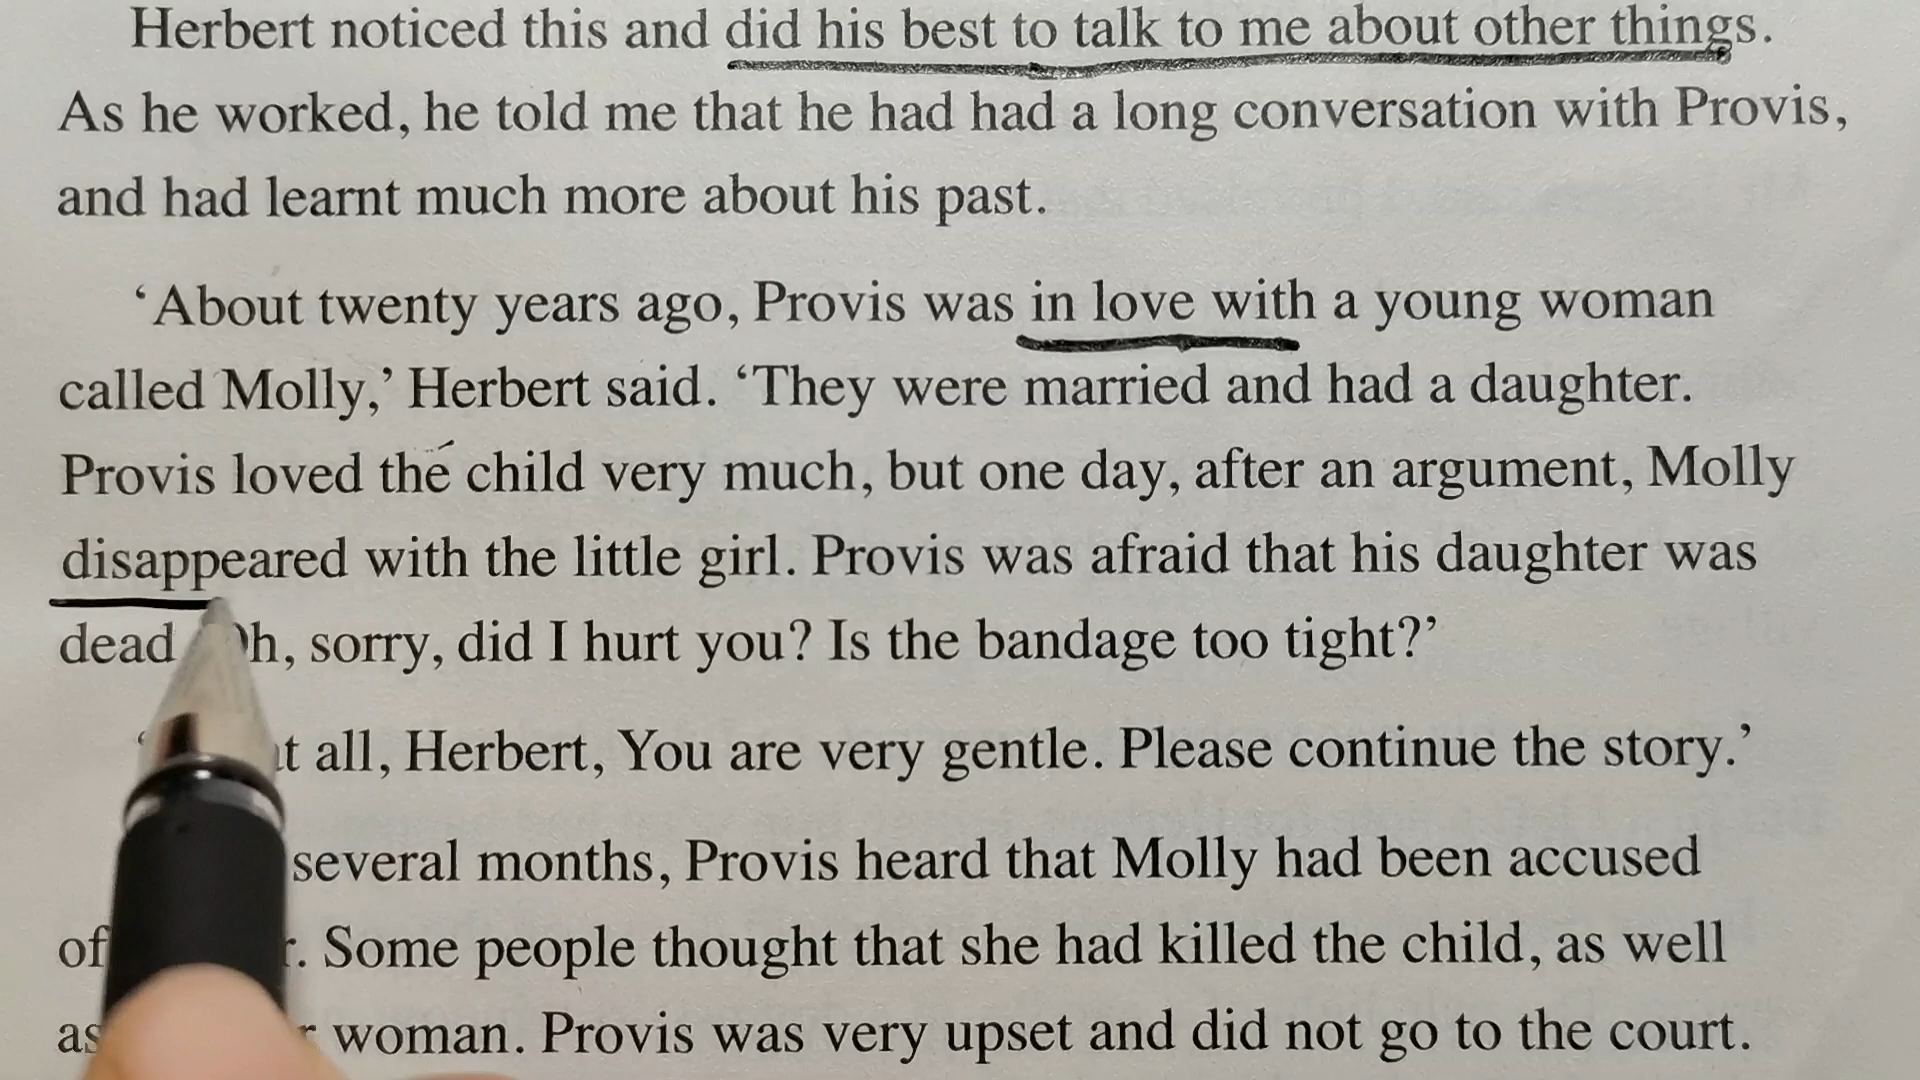 Herbert noticed this and did his best to talk to me about other things.
As he worked, he told me that he had had a long conversation with Provis,
and had learnt much more about his past.
‘About twenty years ago, Provis was in love with a young woman
called Molly,’ Herbert said. ‘They were married and had a daughter.
Provis loved the child very much, but one day, after an argument, Molly
disappeared with the little girl. Provis was afraid that his daughter was
dead sorry, did I hurt you? Is the bandage too tight?’
all, Herbert, You are very gentle. Please continue the story.’
several months, Provis heard that Molly had been accused
of Some people thought that she had killed the child, as well
as woman. Provis was very upset and did not go to the court.